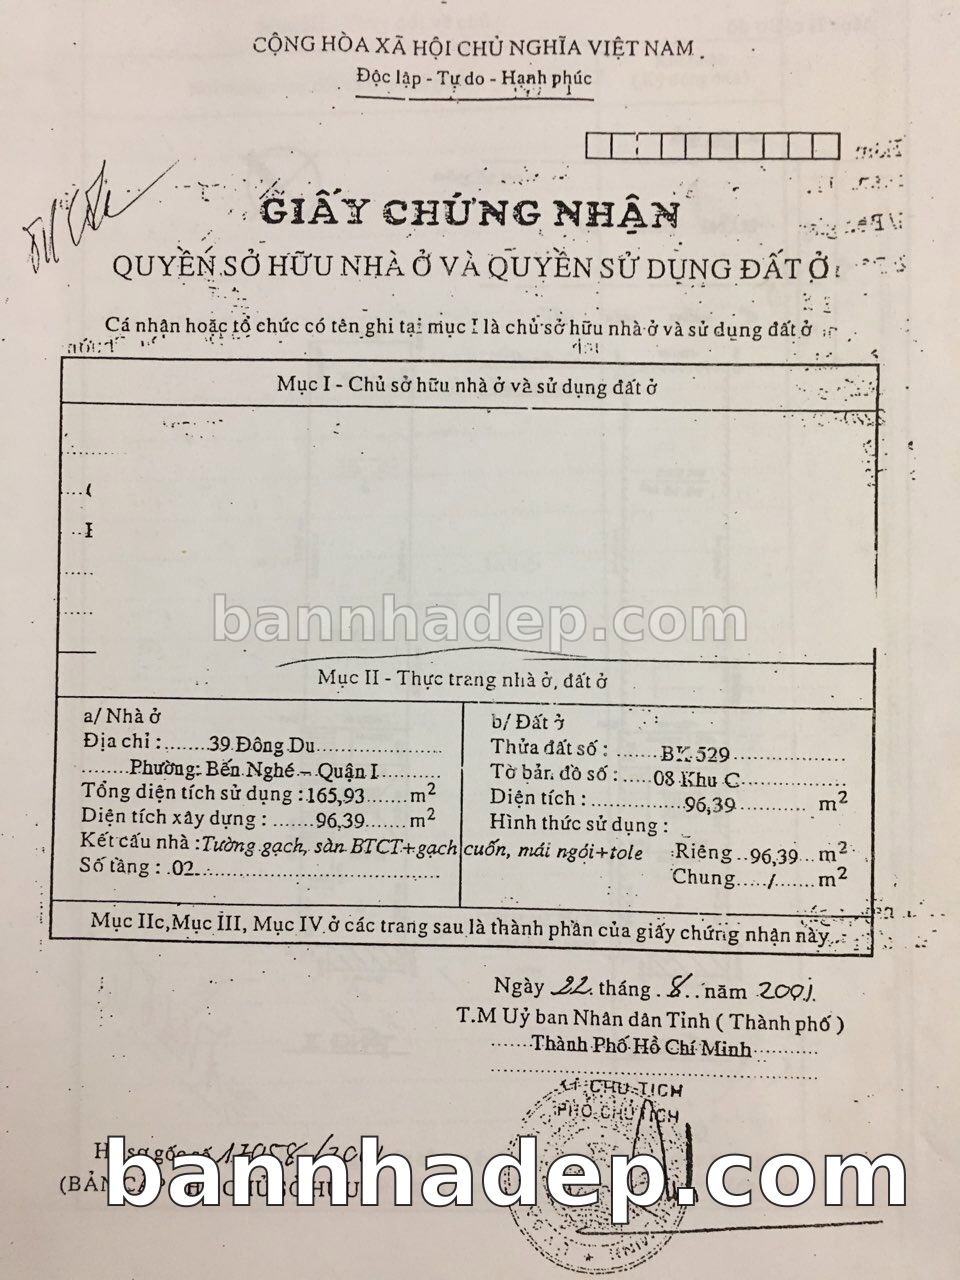 CỘNG HÒA XÃ HỘI CHỦ NGHĨA VIỆT NAM
Độc lập - Tự do - Hạnh phúc
GIẤY CHỨNG NHẬN
QUYỀN SỞ HỮU NHÀ Ở VÀ QUYỀN SỬ DỤNG ĐẤT Ở
Cá nhân hoặc tổ chức có tên ghi tại mục I là chủ sở hữu nhà ở và sử dụng đất ở
Mục I - Chủ sở hữu nhà ở và sử dụng đất ở
bannhadep.com
Mục II - Thực trạng nhà ở, đất ở
a/ Nhà ở
Địa chỉ :.......39 Đông Du.....................
........Phường: Bến Nghé - Quận I..........
Tổng diện tích sử dụng :165,93.......m2
Diện tích xây dựng : .......96,39.......m2
Kết cấu nhà :Tường gạch, sàn BTCT+gạch cuốn, mái ngói+tole
Số tầng : .02........................................
b/ Đất ở
Thửa đất số : ......BK 529....................
Tờ bản đồ số : .....08 Khu C..................
Diện tích :...............96,39........... m2
Hình thức sử dụng :
Riêng ..96,39...m2
Chung...../.......m2
Mục IIc,Mục III, Mục IV ở các trang sau là thành phần của giấy chứng nhận này
Ngày 22 tháng 8 năm 2001
T.M Uỷ ban Nhân dân Tỉnh ( Thành phố )
.......Thành Phố Hồ Chí Minh...........
CHỦ TỊCH
PHÓ CHỦ TỊCH
bannhadep.com